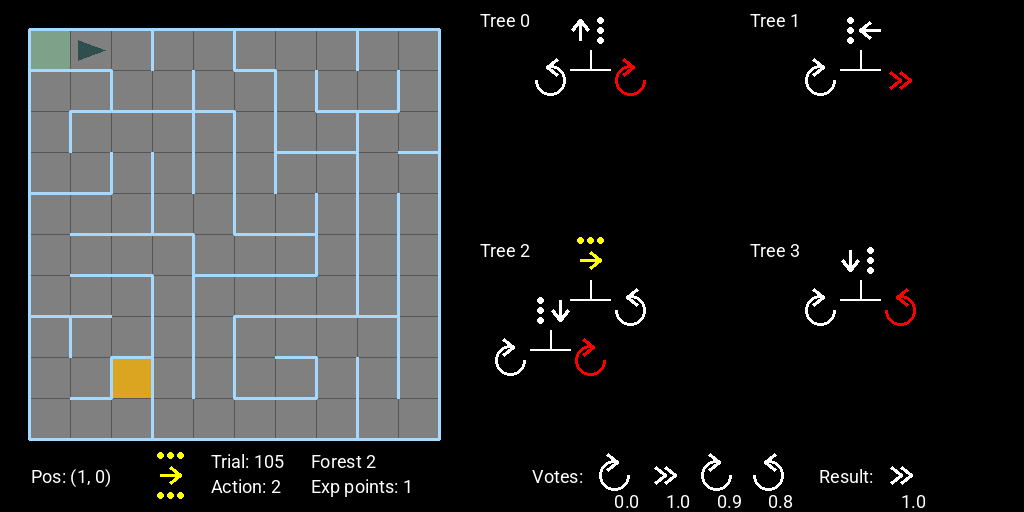 Tree 0
Tree 1
Tree 2
Tree 3
Pos: (1, 0)
Trial: 105
Forest 2
Action: 2
Exp points: 1
Votes:
0.0
1.0
0.9
0.8
Result:
1.0